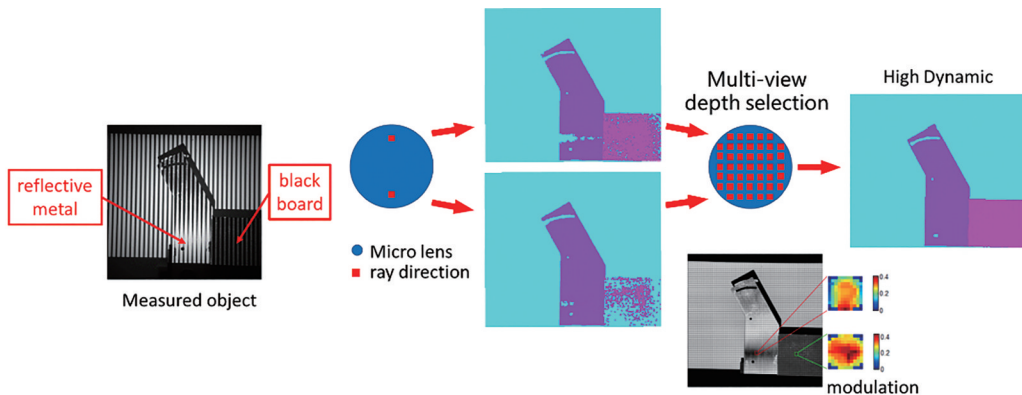 reflective
metal
black
board
Measured object
Micro lens
ray direction
Multi-view
depth selection
High Dynamic
0.4
0.2
0
0.4
0.2
0
modulation